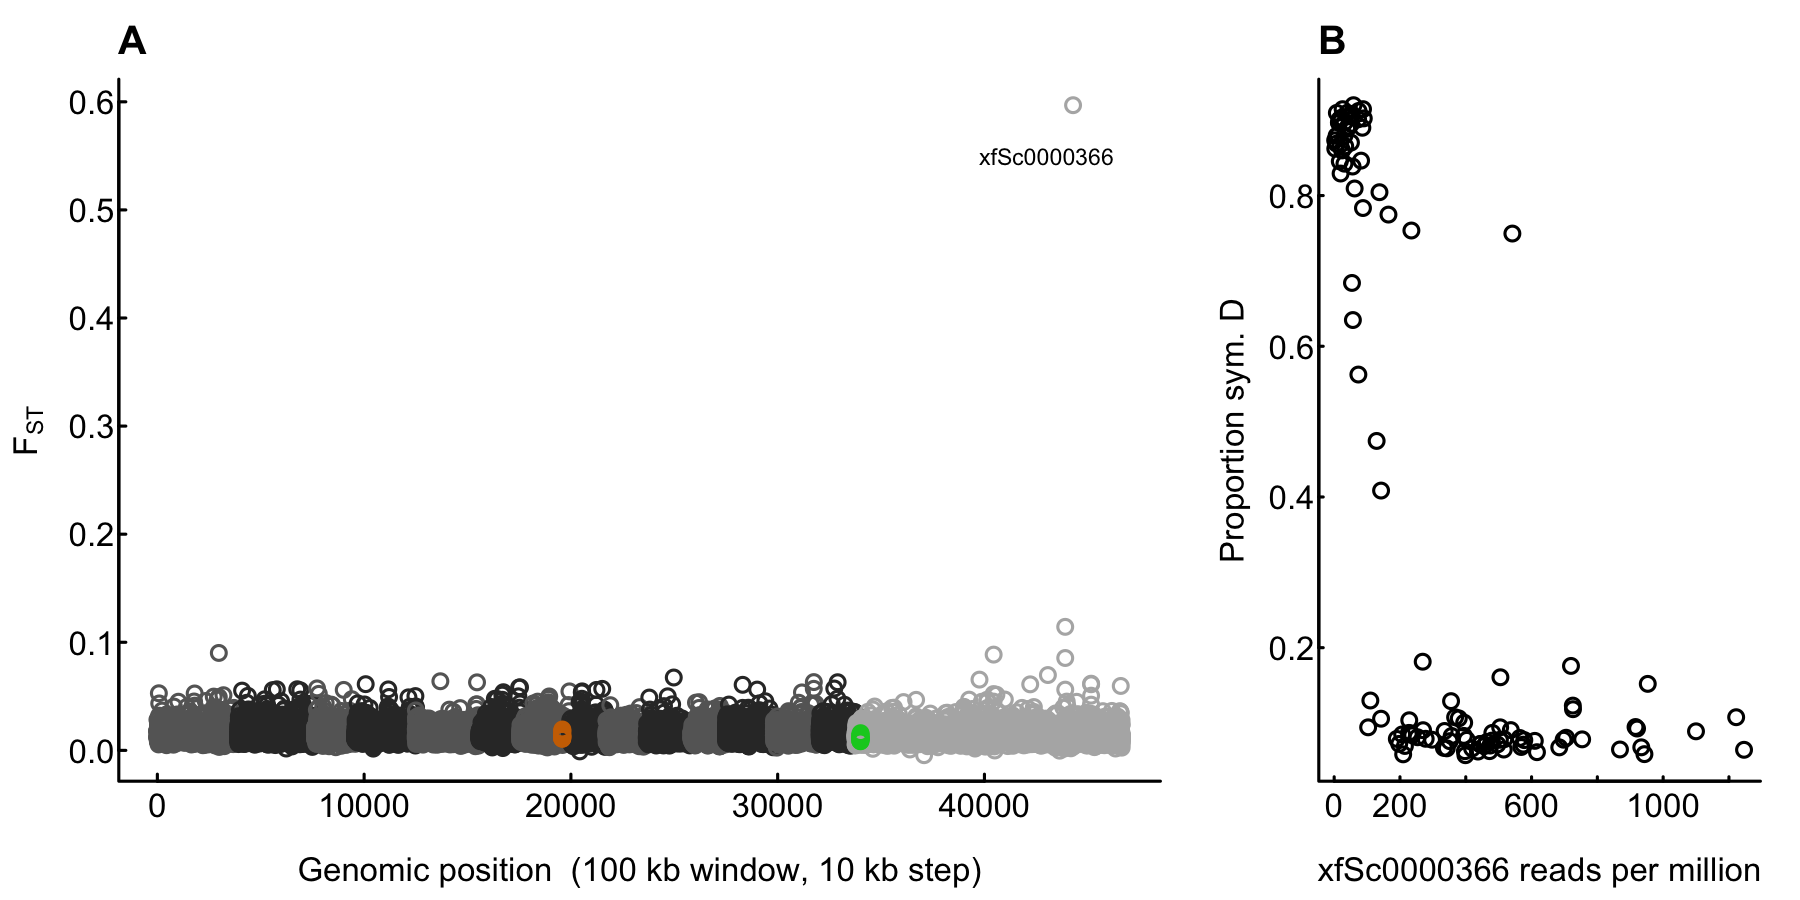 A
B
0.6
0.5
0.4
0.3
0.2
0.1
0.0
F_ST
xfSc0000366
0 10000 20000 30000 40000
Genomic position (100 kb window, 10 kb step)
0.8
0.6
0.4
0.2
Proportion sym. D
0 200 600 1000
xfSc0000366 reads per million